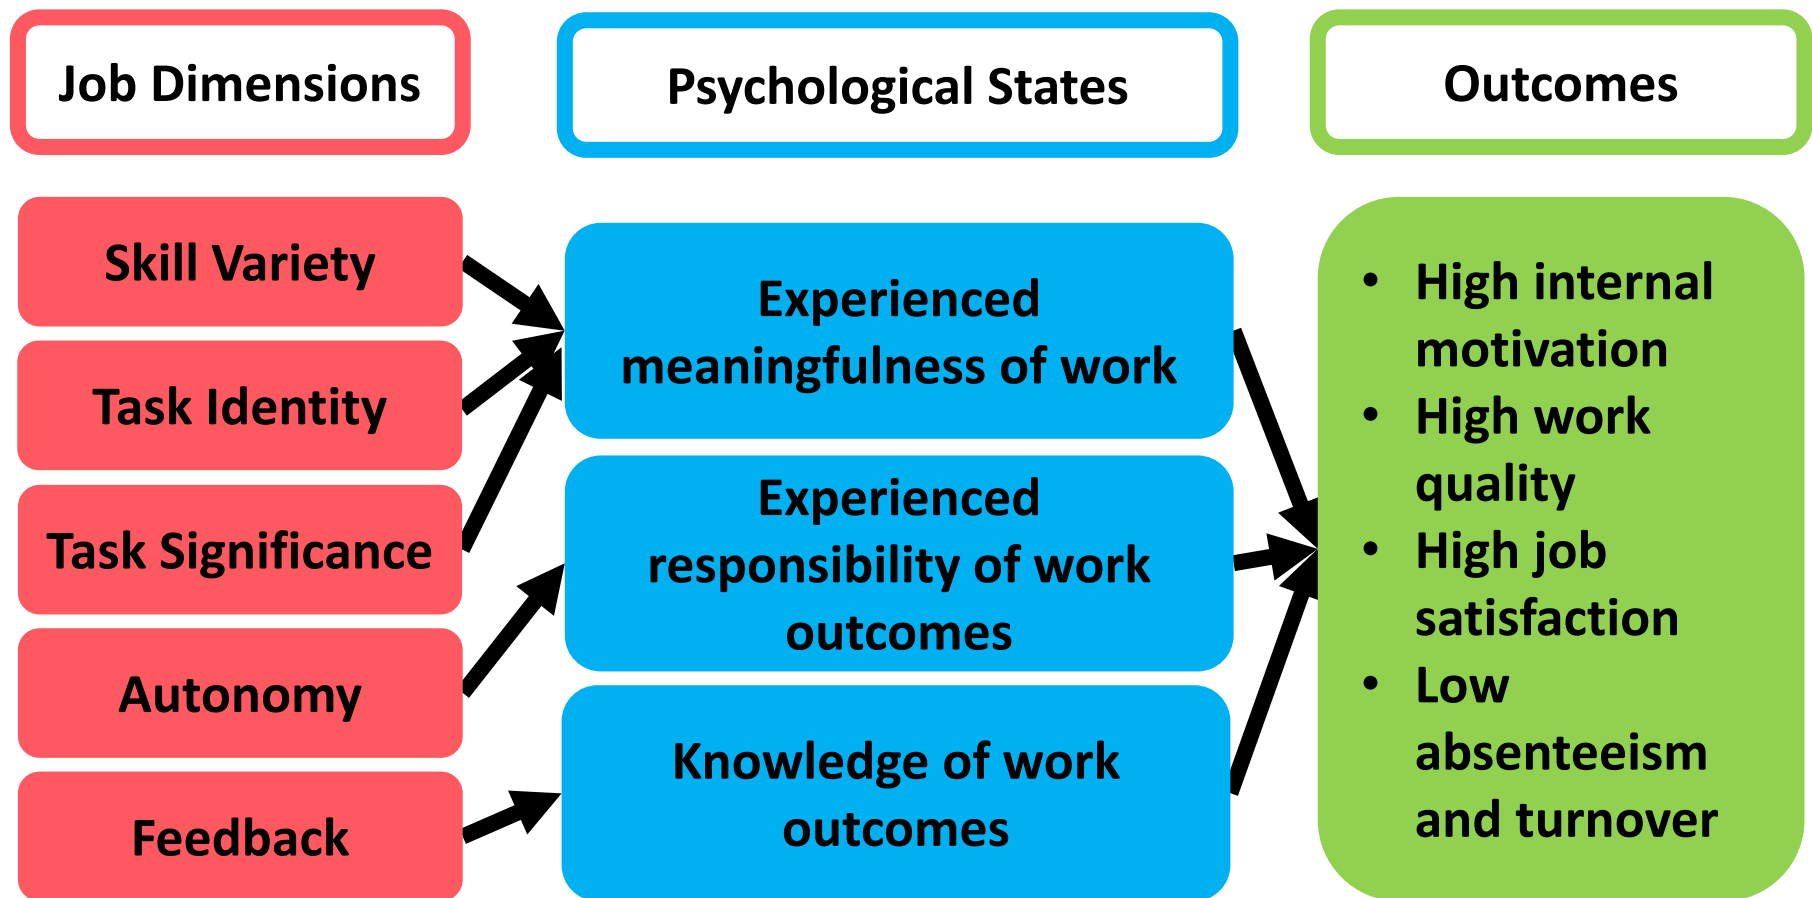 Job Dimensions
Psychological States
Outcomes
Skill Variety
Task Identity
Task Significance
Autonomy
Feedback
Experienced
meaningfulness of work
Experienced
responsibility of work
outcomes
Knowledge of work
outcomes
• High internal
motivation
• High work
quality
• High job
satisfaction
• Low
absenteeism
and turnover